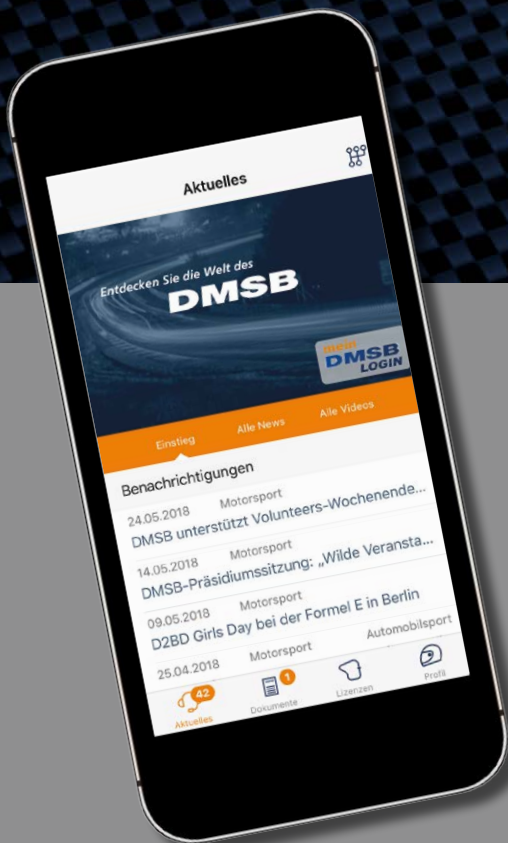 Aktuelles
Entdecken Sie die Welt des
DMSB
mein
DMSB
LOGIN
Einstieg Alle News Alle Videos
Benachrichtigungen
24.05.2018 Motorsport
DMSB unterstützt Volunteers-Wochenende...
14.05.2018 Motorsport
DMSB-Präsidiumssitzung: „Wilde Veransta...
09.05.2018 Motorsport
D2BD Girls Day bei der Formel E in Berlin
25.04.2018 Motorsport Automobilsport
42 1
Aktuelles Dokumente Lizenzen Profil